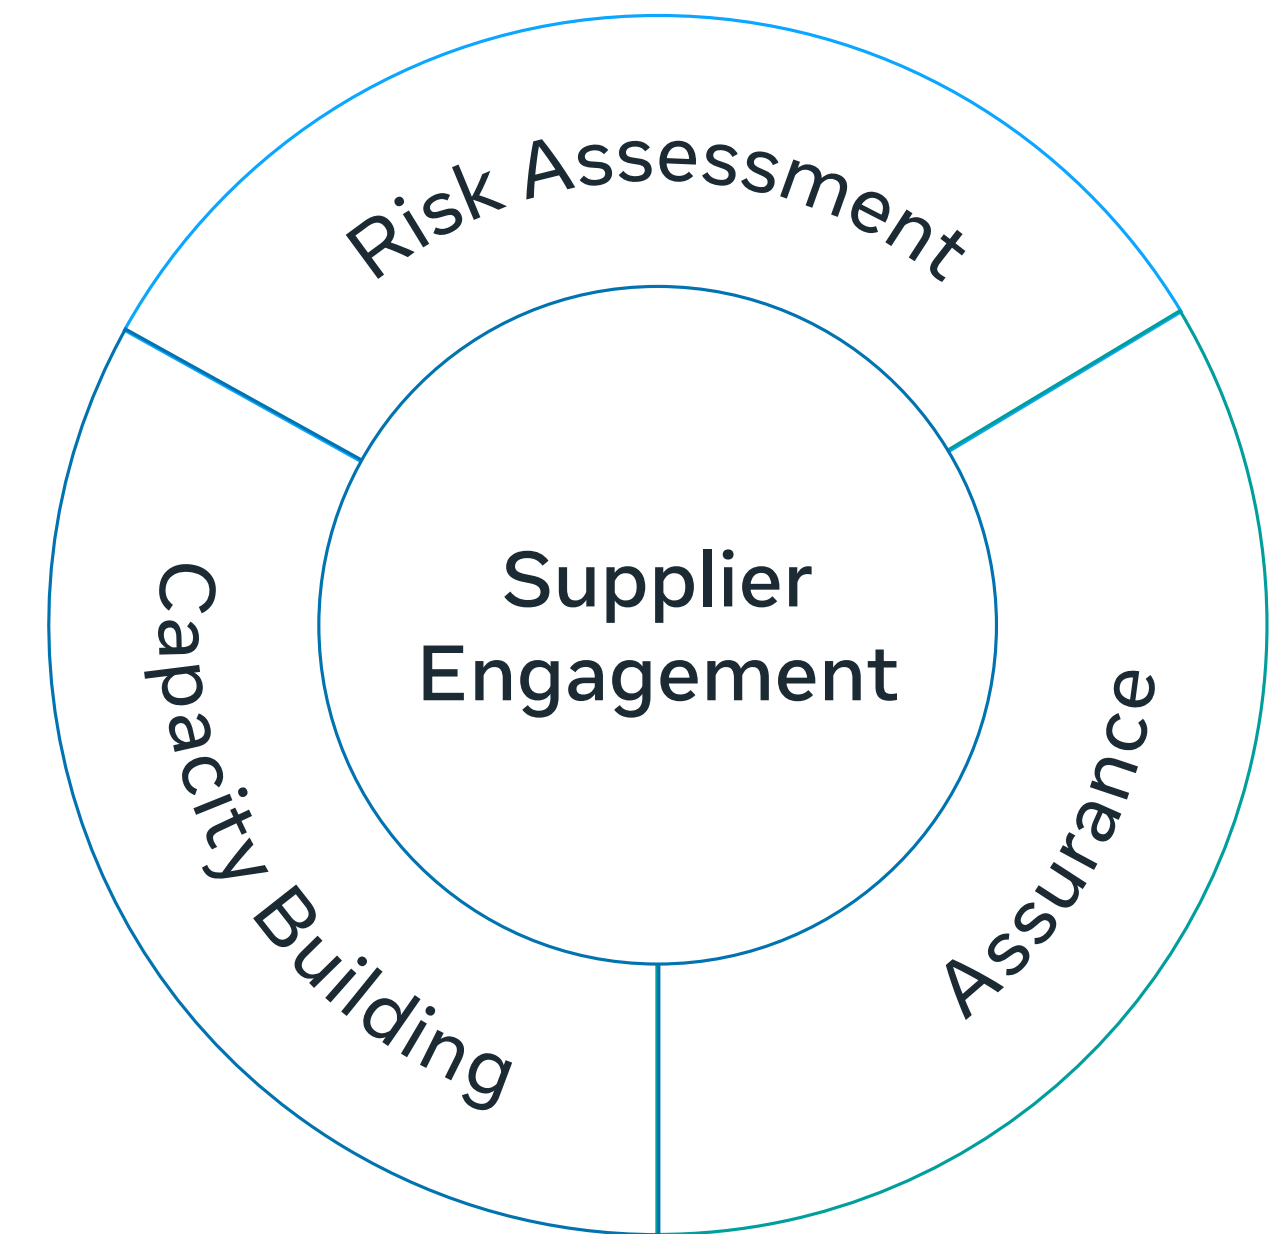 Risk Assessment
Supplier
Engagement
Capacity Building
Assurance